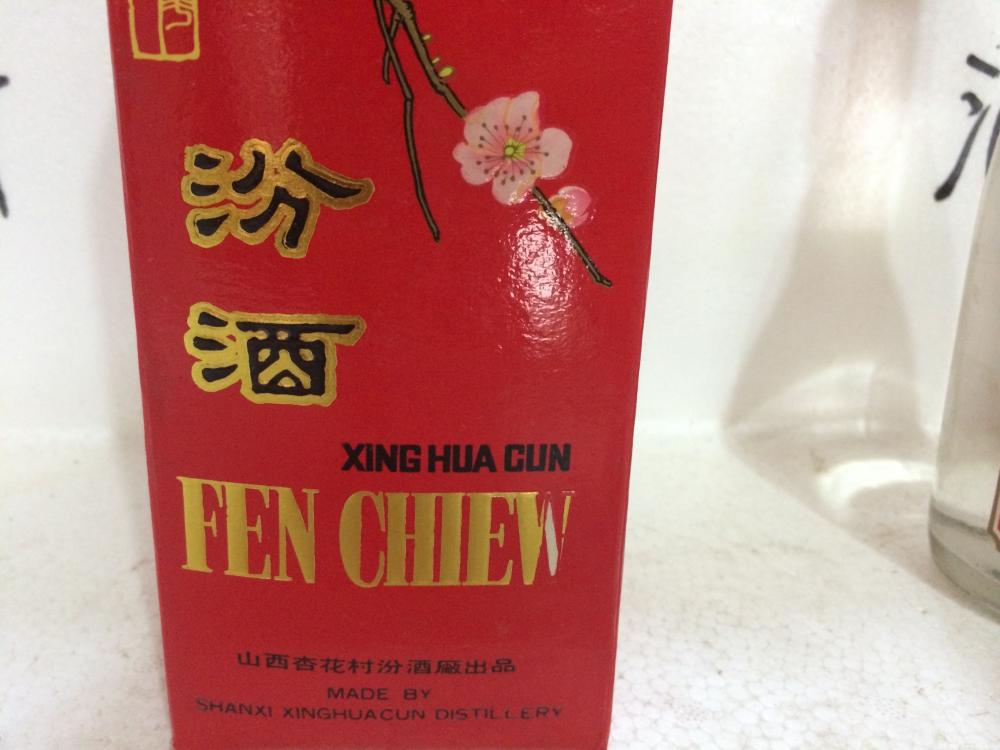 汾
酒
XING HUA CUN
FEN CHIEW
山西杏花村汾酒厰出品
MADE BY
SHANXI XINGHUACUN DISTILLERY